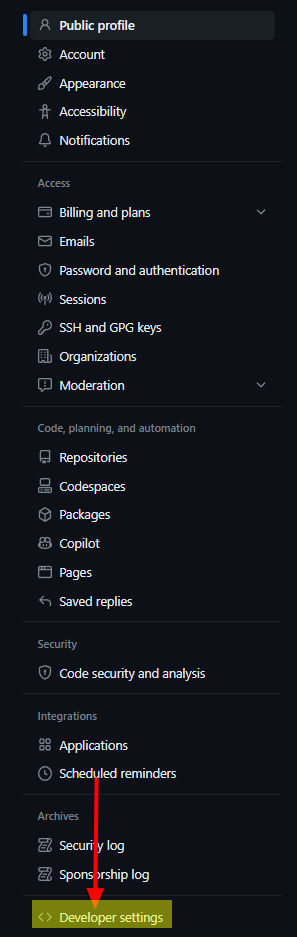 Public profile
Account
Appearance
Accessibility
Notifications
Access
Billing and plans
Emails
Password and authentication
Sessions
SSH and GPG keys
Organizations
Moderation
Code, planning, and automation
Repositories
Codespaces
Packages
Copilot
Pages
Saved replies
Security
Code security and analysis
Integrations
Applications
Scheduled reminders
Archives
Security log
Sponsorship log
Developer settings